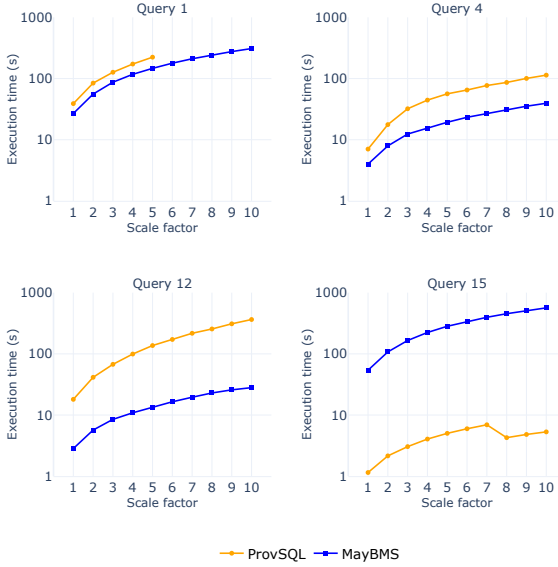 Query 1
Query 4
1000
100
10
1
Execution time (s)
1 2 3 4 5 6 7 8 9 10
Scale factor
1000
100
10
1
Execution time (s)
1 2 3 4 5 6 7 8 9 10
Scale factor
Query 12
Query 15
1000
100
10
1
Execution time (s)
1 2 3 4 5 6 7 8 9 10
Scale factor
1000
100
10
1
Execution time (s)
1 2 3 4 5 6 7 8 9 10
Scale factor
ProvSQL MayBMS